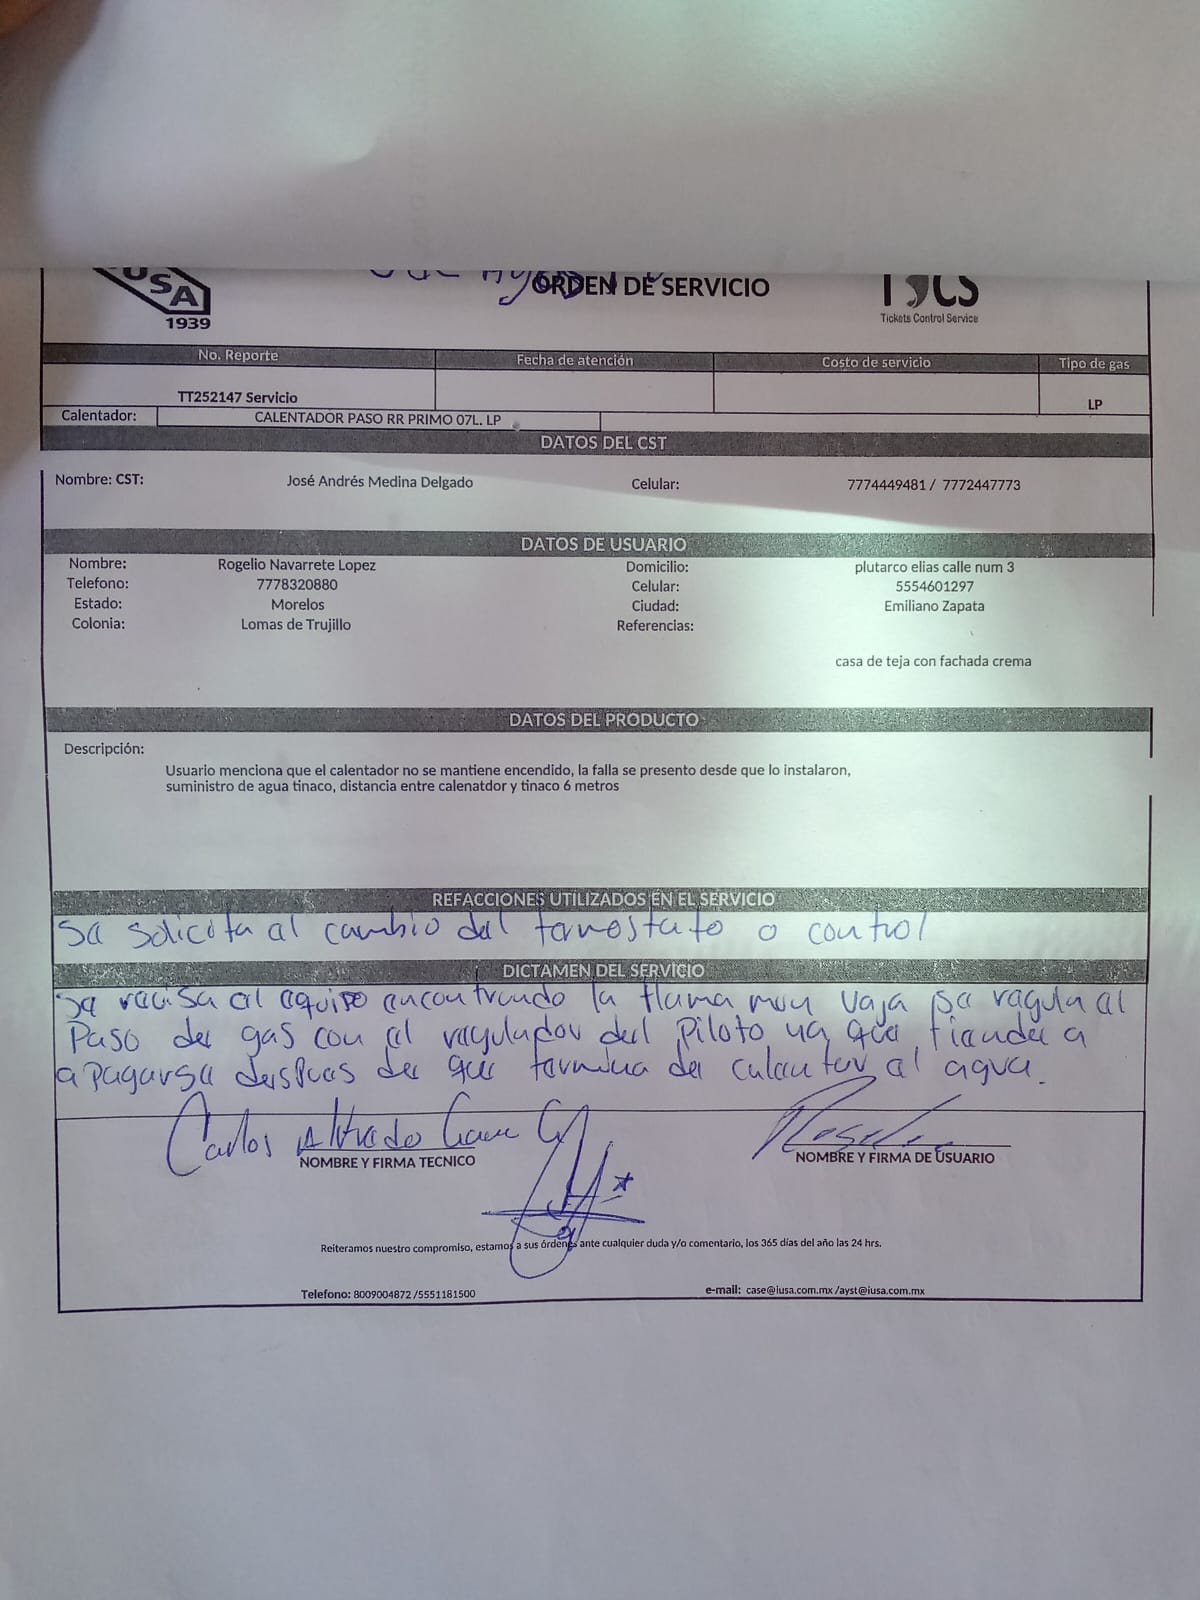 USA
1939
ORDEN DE SERVICIO
Tickets Control Service
No. Reporte
Fecha de atención
Costo de servicio
Tipo de gas
TT252147 Servicio
LP
Calentador:
CALENTADOR PASO RR PRIMO 07L. LP
DATOS DEL CST
Nombre: CST:
José Andrés Medina Delgado
Celular:
7774449481 / 7772447773
DATOS DE USUARIO
Nombre:
Rogelio Navarrete Lopez
Domicilio:
plutarco elias calle num 3
Telefono:
7778320880
Celular:
5554601297
Estado:
Morelos
Ciudad:
Emiliano Zapata
Colonia:
Lomas de Trujillo
Referencias:
casa de teja con fachada crema
DATOS DEL PRODUCTO
Descripción:
Usuario menciona que el calentador no se mantiene encendido, la falla se presento desde que lo instalaron,
suministro de agua tinaco, distancia entre calenatdor y tinaco 6 metros
REFACCIONES UTILIZADOS EN EL SERVICIO
Se solicita el cambio del termostato o control
DICTAMEN DEL SERVICIO
Se revisa el equipo encontrando la flama muy vaja se regula el
Paso de gas con el regulador del Piloto ya que tiende a
apagarse despues de que termina de calentar el agua.
Carlos Alfredo
NOMBRE Y FIRMA TECNICO
NOMBRE Y FIRMA DE USUARIO
Reiteramos nuestro compromiso, estamos a sus órdenes ante cualquier duda y/o comentario, los 365 días del año las 24 hrs.
Telefono: 8009004872 /5551181500
e-mail: case@iusa.com.mx /ayst@iusa.com.mx